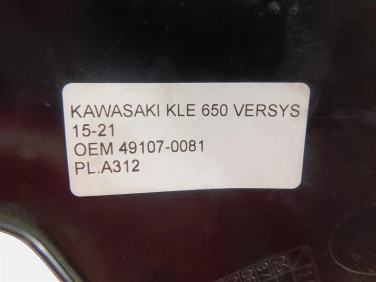 KAWASAKI KLE 650 VERSYS
15-21
OEM 49107-0081
PL.A312